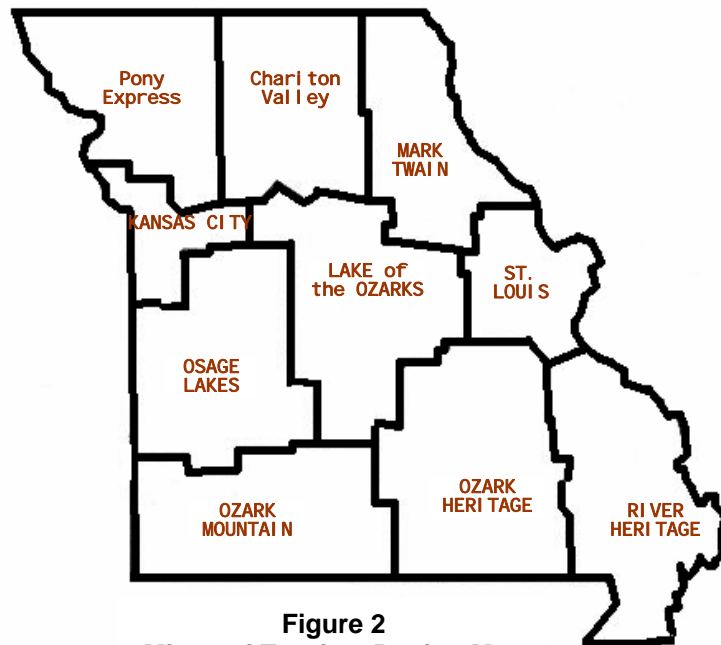 Pony
Express
Charlton
Valley
MARK
TWAIN
KANSAS CITY
LAKE of
the OZARKS
ST.
LOUIS
OSAGE
LAKES
OZARK
MOUNTAIN
OZARK
HERITAGE
RIVER
HERITAGE
Figure 2